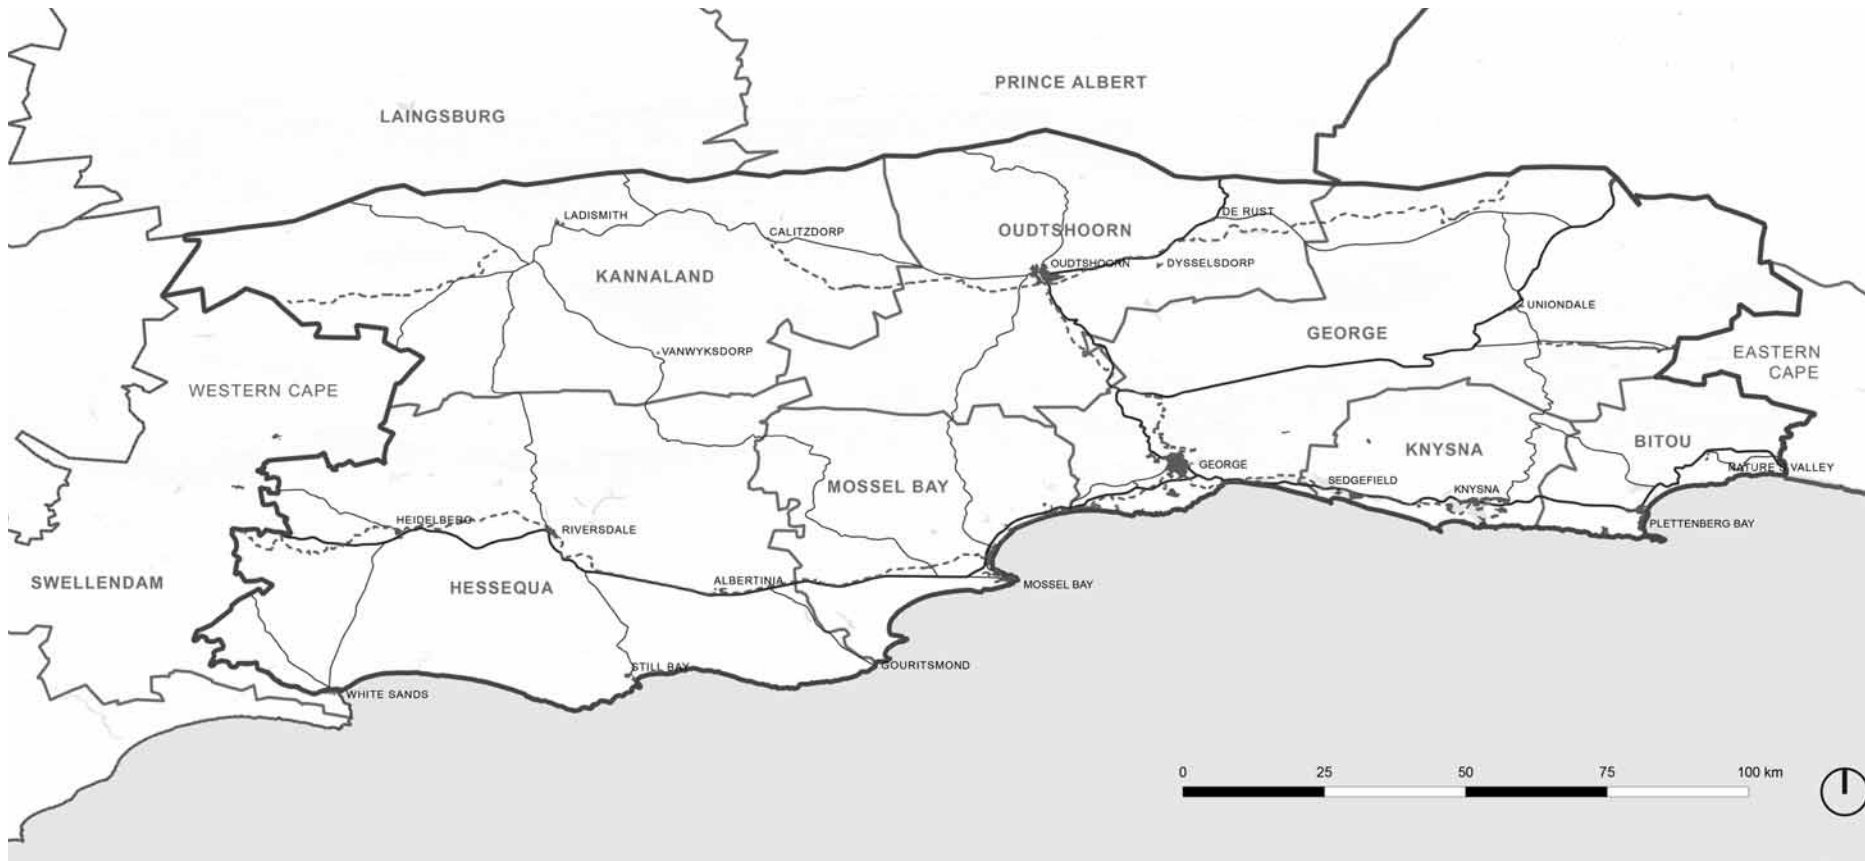 PRINCE ALBERT
LAINGSBURG
LADISMITH
DE RUST
CALITZDORP
OUDTSHOORN
OUDTSHOORN
DYSSELSDORP
KANNALAND
UNIONDALE
GEORGE
VANWYKSDORP
EASTERN
CAPE
WESTERN CAPE
BITOU
KNYSNA
GEORGE
NATURE'S VALLEY
SEDGEFIELD
MOSSEL BAY
KNYSNA
HEIDELBERG
PLETTENBERG BAY
RIVERSDALE
SWELLENDAM
ALBERTINIA
MOSSEL BAY
HESSEQUA
STILL BAY
GOURITSMOND
WHITE SANDS
0 25 50 75 100 km